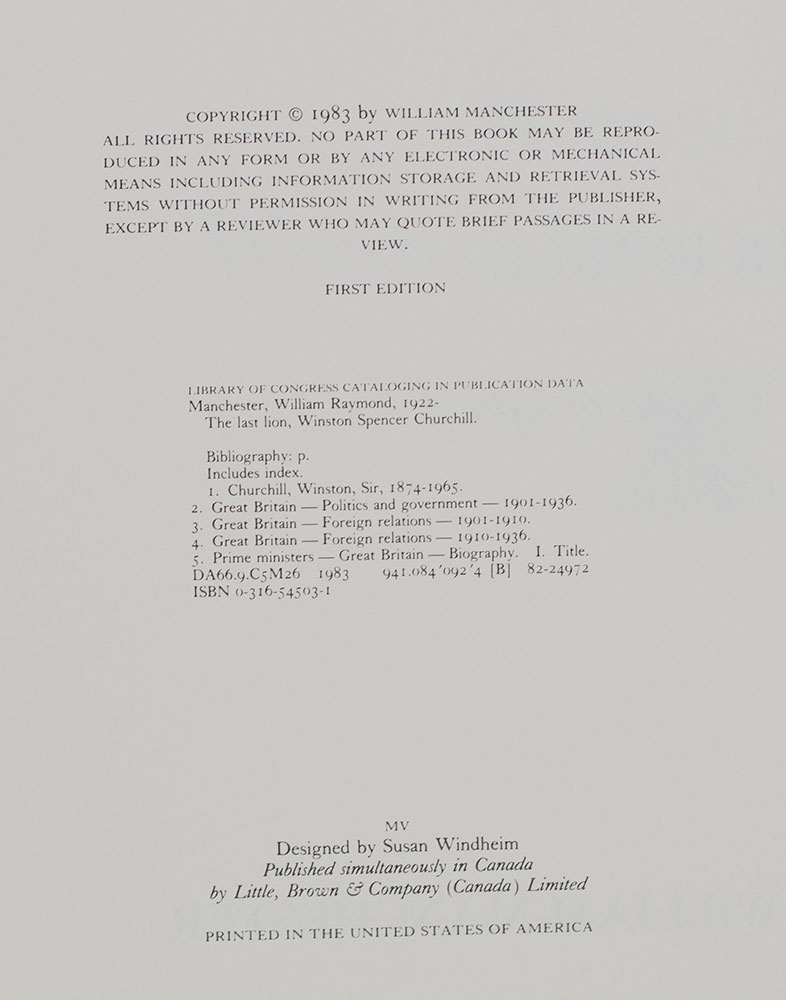 COPYRIGHT © 1983 by WILLIAM MANCHESTER
ALL RIGHTS RESERVED. NO PART OF THIS BOOK MAY BE REPRO-
DUCED IN ANY FORM OR BY ANY ELECTRONIC OR MECHANICAL
MEANS INCLUDING INFORMATION STORAGE AND RETRIEVAL SYS-
TEMS WITHOUT PERMISSION IN WRITING FROM THE PUBLISHER,
EXCEPT BY A REVIEWER WHO MAY QUOTE BRIEF PASSAGES IN A RE-
VIEW.
FIRST EDITION
LIBRARY OF CONGRESS CATALOGING IN PUBLICATION DATA
Manchester, William Raymond, 1922-
The last lion, Winston Spencer Churchill.
Bibliography: p.
Includes index.
1. Churchill, Winston, Sir, 1874-1965.
2. Great Britain — Politics and government — 1901-1936.
3. Great Britain — Foreign relations — 1901-1910.
4. Great Britain — Foreign relations — 1910-1936.
5. Prime ministers — Great Britain — Biography. I. Title.
DA66.9.C5M26 1983 941.084'092'4 [B] 82-24972
ISBN 0-316-54503-1
MV
Designed by Susan Windheim
Published simultaneously in Canada
by Little, Brown & Company (Canada) Limited
PRINTED IN THE UNITED STATES OF AMERICA